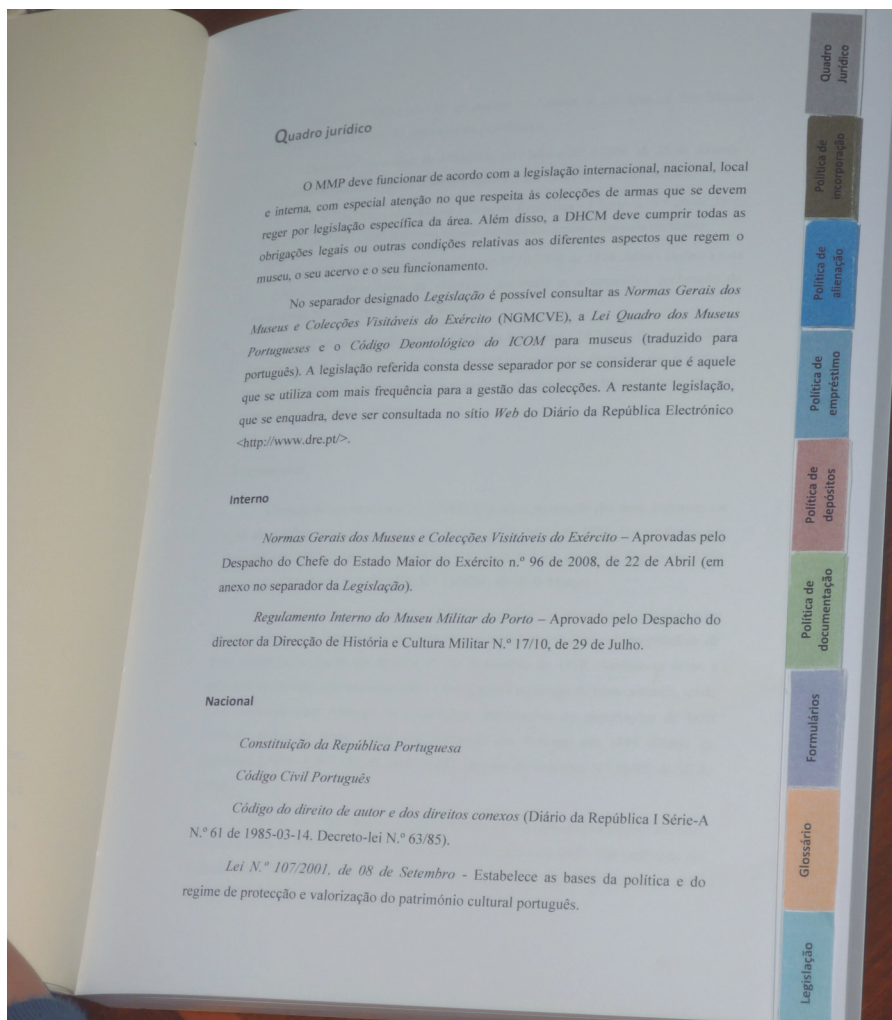 Quadro jurídico
O MMP deve funcionar de acordo com a legislação internacional, nacional, local
e interna, com especial atenção no que respeita às colecções de armas que se devem
reger por legislação específica da área. Além disso, a DHCM deve cumprir todas as
obrigações legais ou outras condições relativas aos diferentes aspectos que regem o
museu, o seu acervo e o seu funcionamento.
No separador designado Legislação é possível consultar as Normas Gerais dos
Museus e Colecções Visitáveis do Exército (NGMCVE), a Lei Quadro dos Museus
Portugueses e o Código Deontológico do ICOM para museus (traduzido para
português). A legislação referida consta desse separador por se considerar que é aquele
que se utiliza com mais frequência para a gestão das colecções. A restante legislação,
que se enquadra, deve ser consultada no sítio Web do Diário da República Electrónico
<http://www.dre.pt/>.
Interno
Normas Gerais dos Museus e Colecções Visitáveis do Exército – Aprovadas pelo
Despacho do Chefe do Estado Maior do Exército n.º 96 de 2008, de 22 de Abril (em
anexo no separador da Legislação).
Regulamento Interno do Museu Militar do Porto – Aprovado pelo Despacho do
director da Direcção de História e Cultura Militar N.º 17/10, de 29 de Julho.
Nacional
Constituição da República Portuguesa
Código Civil Português
Código do direito de autor e dos direitos conexos (Diário da República I Série-A
N.º 61 de 1985-03-14. Decreto-lei N.º 63/85).
Lei N.º 107/2001, de 08 de Setembro - Estabelece as bases da política e do
regime de protecção e valorização do património cultural português.
Quadro
Jurídico
Política de
incorporação
Política de
alienação
Política de
empréstimo
Política de
depósitos
Política de
documentação
Formulários
Glossário
Legislação